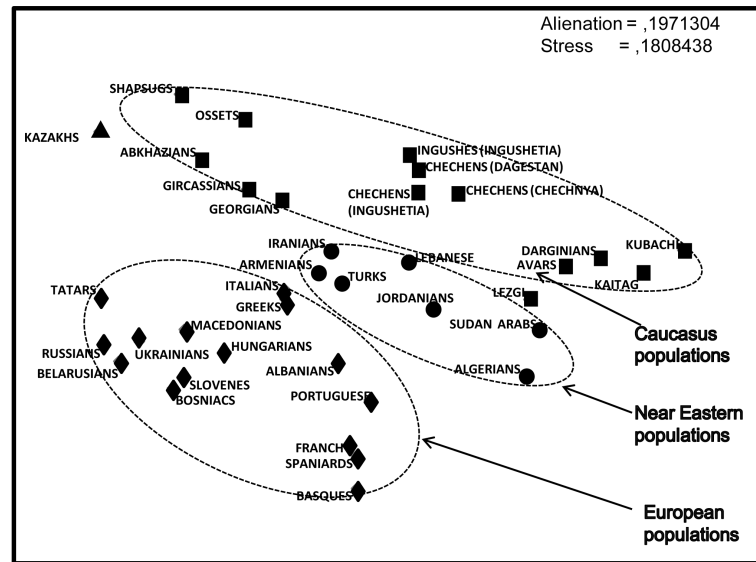 Alienation = ,1971304
Stress = ,1808438
SHAPSUGS
OSSETS
KAZAKHS
ABKHAZIANS
INGUSHES (INGUSHETIA)
CHECHENS (DAGESTAN)
GIRCASSIANS
CHECHENS
(INGUSHETIA)
CHECHENS (CHECHNYA)
GEORGIANS
IRANIANS
LEBANESE
DARGINIANS
KUBACHI
ARMENIANS
AVARS
TURKS
KAITAG
ITALIANS
TATARS
JORDANIANS
LEZGI
GREEKS
MACEDONIANS
SUDAN ARABS
Caucasus
populations
RUSSIANS
UKRAINIANS
HUNGARIANS
BELARUSIANS
ALBANIANS
ALGERIANS
SLOVENES
BOSNIACS
PORTUGUESE
Near Eastern
populations
FRANCH
SPANIARDS
BASQUES
European
populations